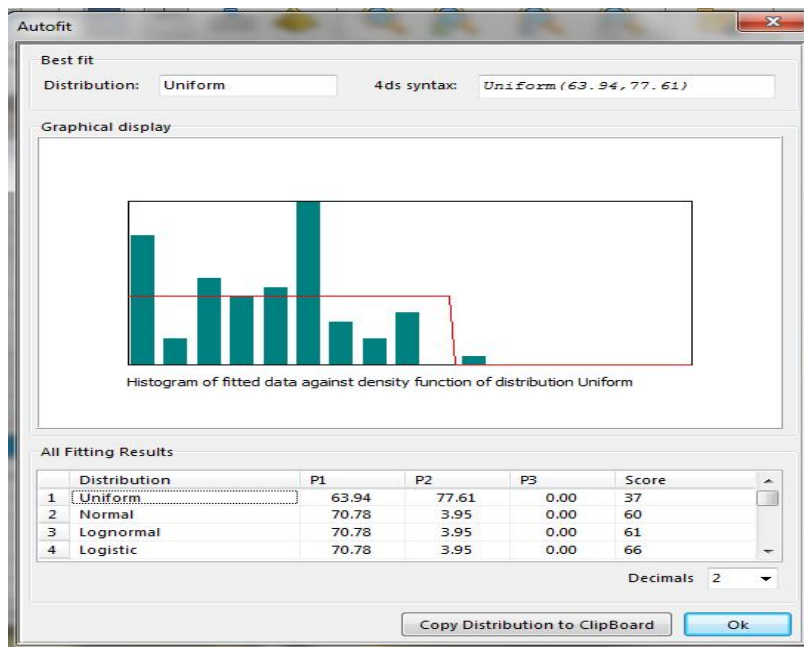 Autofit
Best fit
Distribution: Uniform 4ds syntax: Uniform(63.94,77.61)
Graphical display
Histogram of fitted data against density function of distribution Uniform
All Fitting Results
Distribution P1 P2 P3 Score
1 Uniform 63.94 77.61 0.00 37
2 Normal 70.78 3.95 0.00 60
3 Lognormal 70.78 3.95 0.00 61
4 Logistic 70.78 3.95 0.00 66
Decimals 2
Copy Distribution to ClipBoard Ok